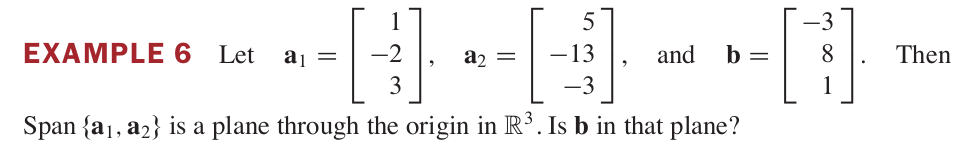 EXAMPLE 6 Let a₁ = [1 −2 3], a₂ = [5 −13 −3], and b = [−3 8 1]. Then
Span {a₁, a₂} is a plane through the origin in ℝ³. Is b in that plane?